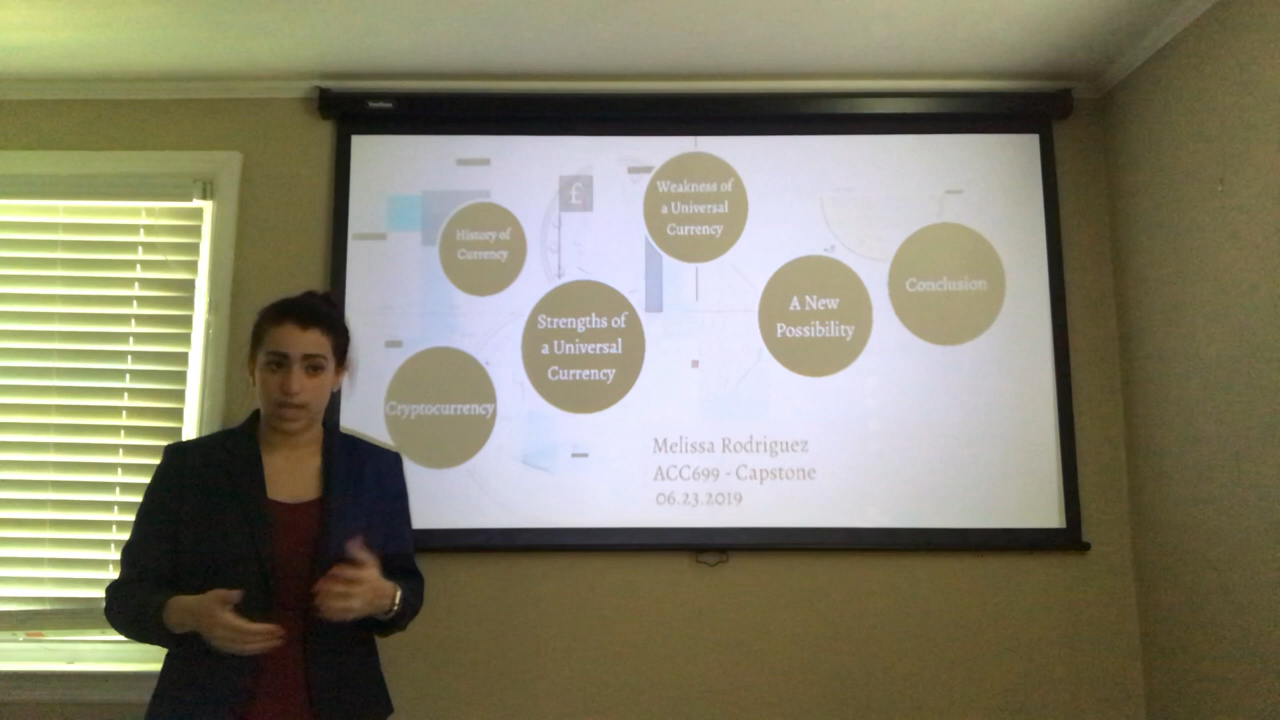 £
Weakness of
a Universal
Currency
History of
Currency
Strengths of
a Universal
Currency
A New
Possibility
Conclusion
Cryptocurrency
Melissa Rodriguez
ACC699 - Capstone
06.23.2019